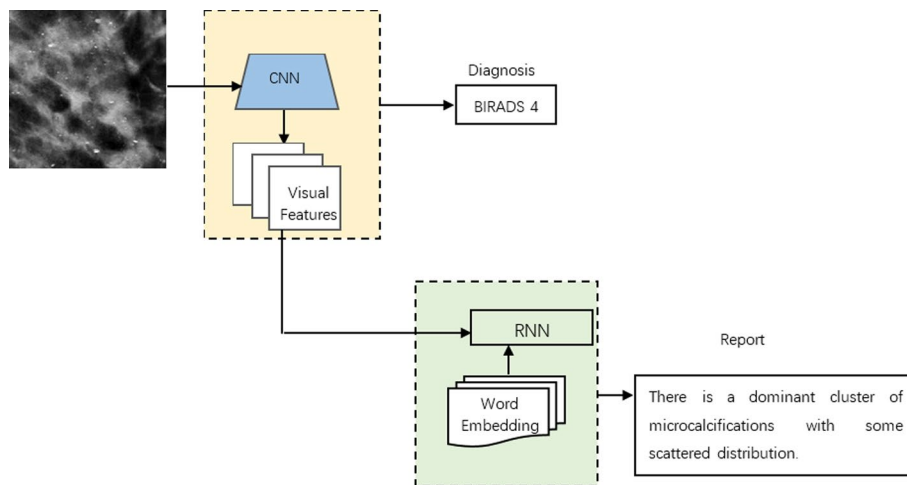 CNN
Diagnosis
BIRADS 4
Visual
Features
RNN
Word
Embedding
Report
There is a dominant cluster of
microcalcifications with some
scattered distribution.